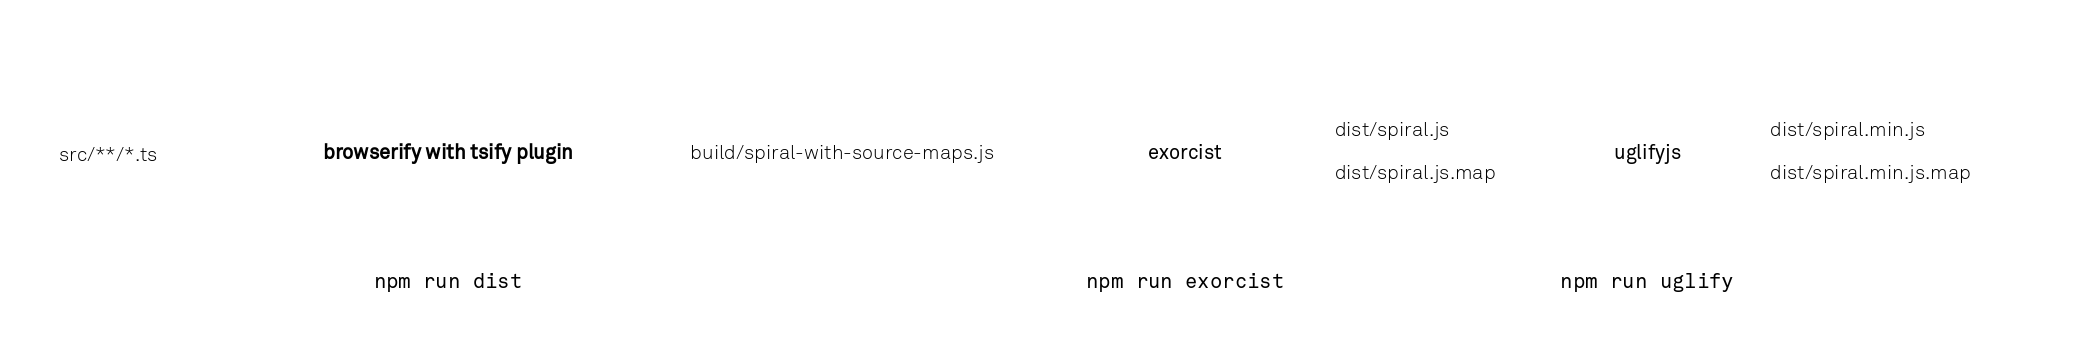 src/**/*.ts
browserify with tsify plugin
build/spiral-with-source-maps.js
exorcist
dist/spiral.js
dist/spiral.js.map
uglifyjs
dist/spiral.min.js
dist/spiral.min.js.map
npm run dist
npm run exorcist
npm run uglify